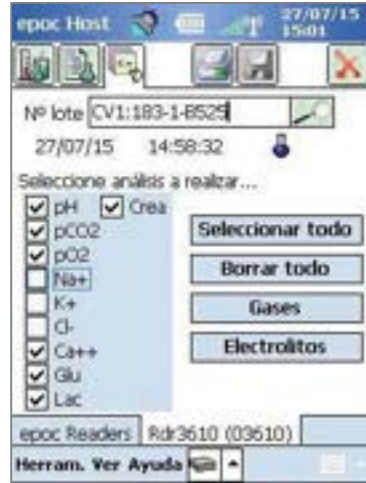 epoc Host 27/07/15
15:01
Nº lote CV1:183-1-B525
27/07/15 14:58:32
Seleccione análisis a realizar...
pH Crea
pCO2 Seleccionar todo
pO2
Na+ Borrar todo
K+ Gases
Cl-
Ca++ Electrolitos
Glu
Lac
epoc Readers Rdr3610 (03610)
Herram. Ver Ayuda